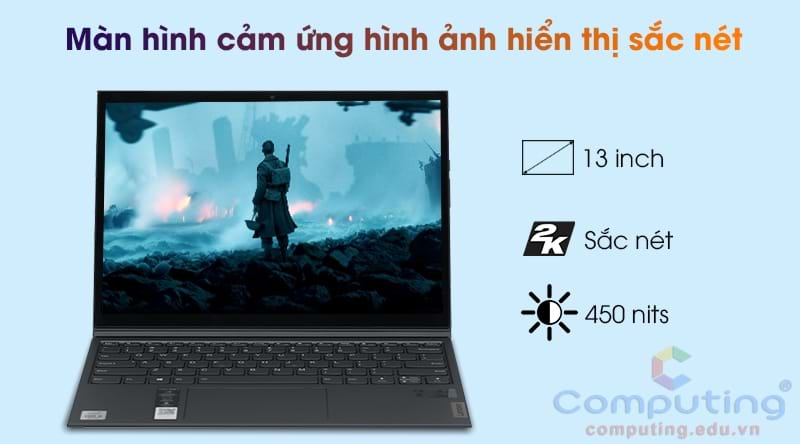 Màn hình cảm ứng hình ảnh hiển thị sắc nét
13 inch
2K
Sắc nét
450 nits
Computing®
computing.edu.vn